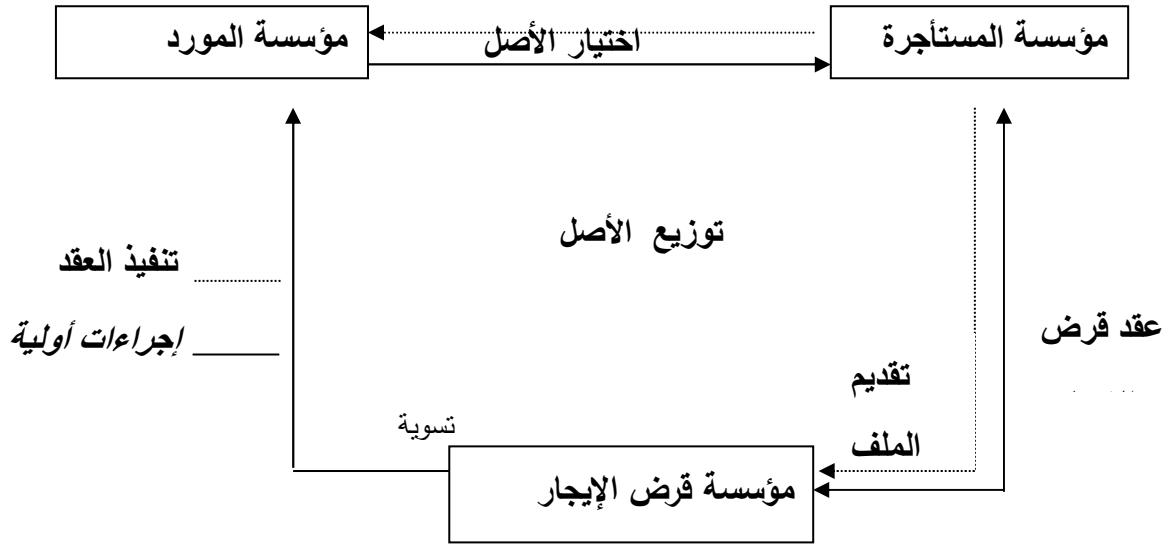 مؤسسة المستأجرة
مؤسسة المورد
اختيار الأصل
توزيع الأصل
تنفيذ العقد
إجراءات أولية
عقد قرض
تقديم
الملف
تسوية
مؤسسة قرض الإيجار